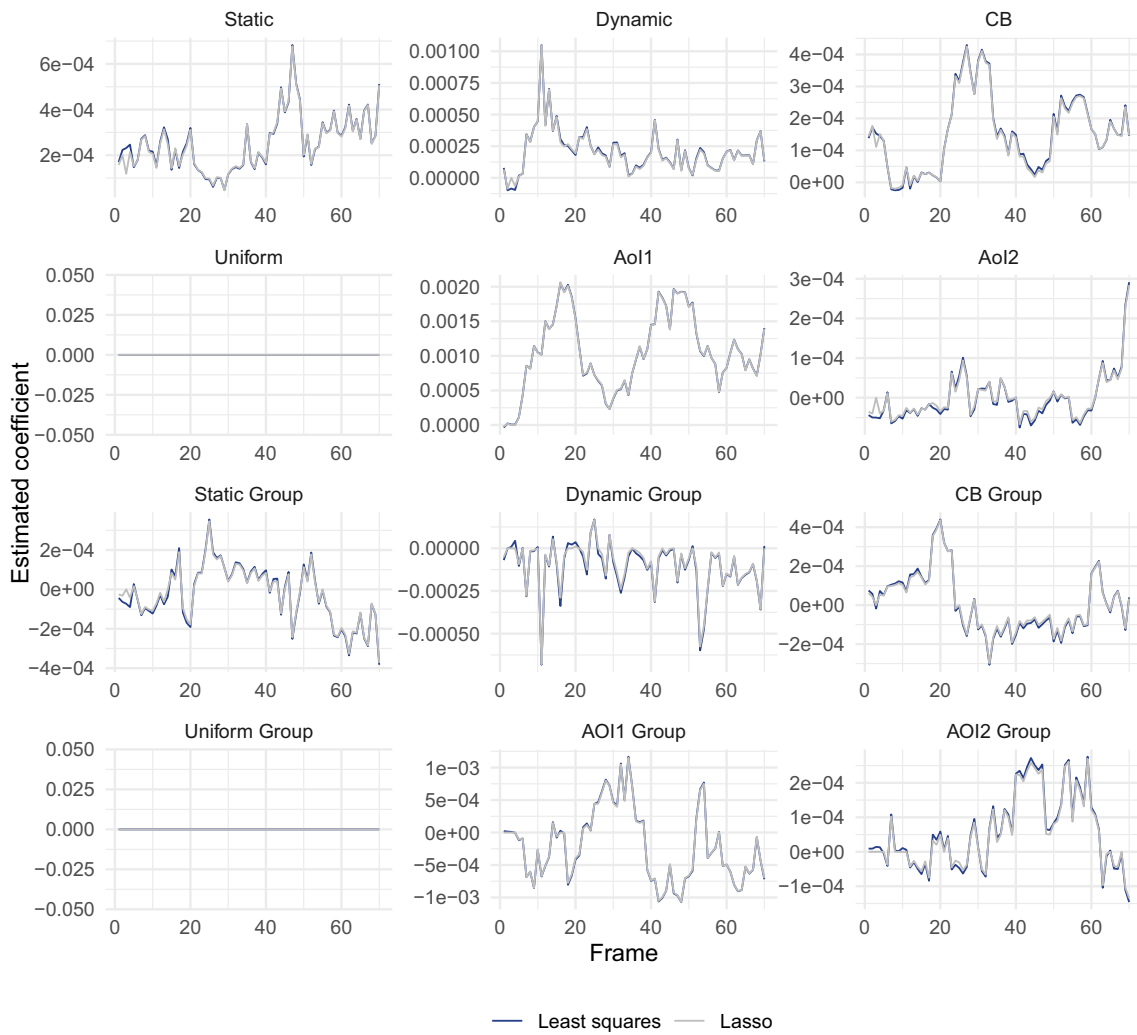 Static Dynamic CB
6e−04
4e−04
2e−04
0.00100
0.00075
0.00050
0.00025
0.00000
4e−04
3e−04
2e−04
1e−04
0e+00
0 20 40 60 0 20 40 60 0 20 40 60
Uniform AoI1 AoI2
0.050
0.025
0.000
−0.025
−0.050
0.0020
0.0015
0.0010
0.0005
0.0000
3e−04
2e−04
1e−04
0e+00
0 20 40 60 0 20 40 60 0 20 40 60
Static Group Dynamic Group CB Group
2e−04
0e+00
−2e−04
−4e−04
0.00000
−0.00025
−0.00050
4e−04
2e−04
0e+00
−2e−04
0 20 40 60 0 20 40 60 0 20 40 60
Uniform Group AOI1 Group AOI2 Group
0.050
0.025
0.000
−0.025
−0.050
1e−03
5e−04
0e+00
−5e−04
−1e−03
2e−04
1e−04
0e+00
−1e−04
0 20 40 60 0 20 40 60 0 20 40 60
Estimated coefficient
Frame
Least squares Lasso